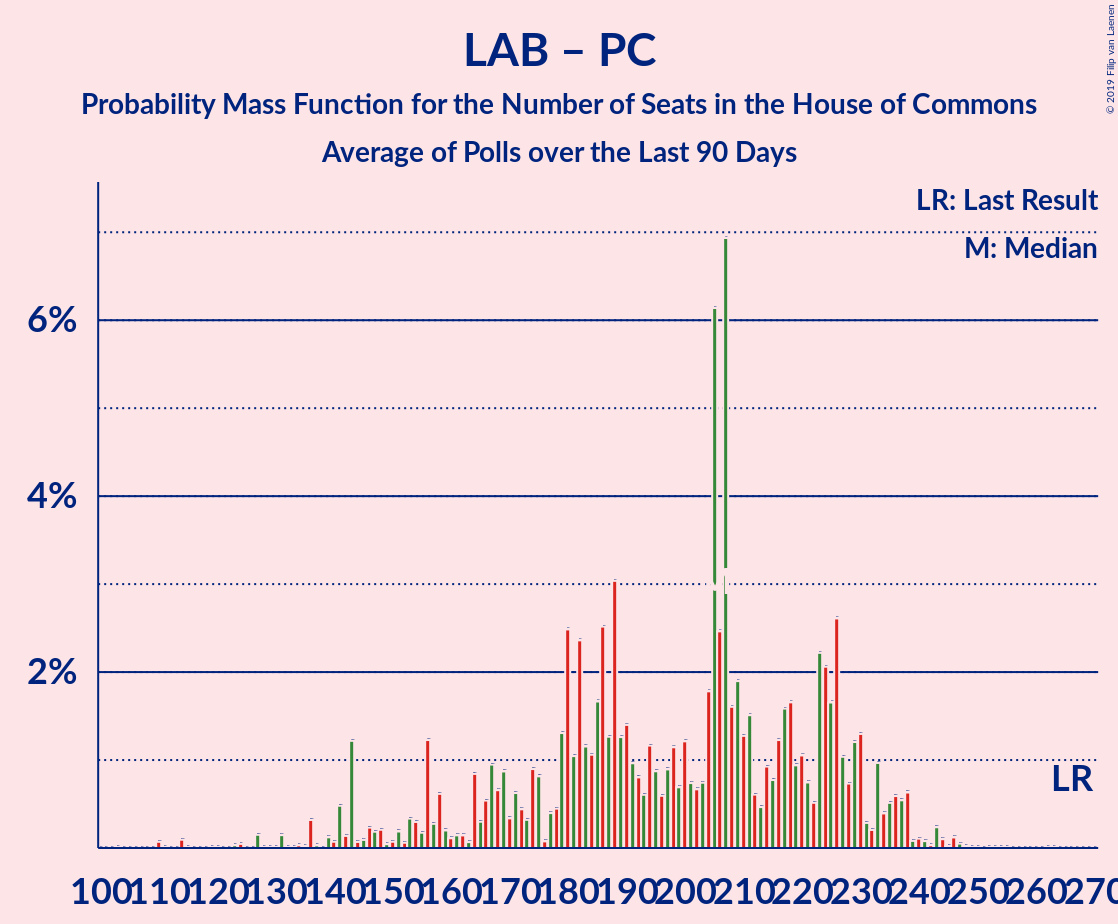 LAB – PC
Probability Mass Function for the Number of Seats in the House of Commons
Average of Polls over the Last 90 Days
© 2019 Filip van Laenen
LR: Last Result
M: Median
6%
4%
2%
LR
100 110 120 130 140 150 160 170 180 190 200 210 220 230 240 250 260 270